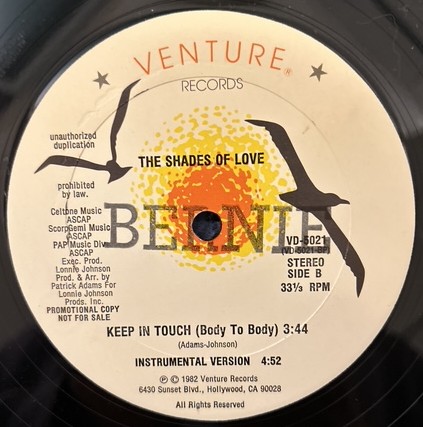 VENTURE®
RECORDS
unauthorized
duplication
prohibited
by law.
THE SHADES OF LOVE
BERNIE
Celtone Music
ASCAP
ScorpGemi Music
ASCAP
PAP Music Div.
ASCAP
Exec. Prod.
Lonnie Johnson
Prod. & Arr. by
Patrick Adams For
Lonnie Johnson
Prods. Inc.
PROMOTIONAL COPY
NOT FOR SALE
VD-5021
(VD-5021-BP)
STEREO
SIDE B
33⅓ RPM
KEEP IN TOUCH (Body To Body) 3:44
(Adams-Johnson)
INSTRUMENTAL VERSION 4:52
℗ © 1982 Venture Records
6430 Sunset Blvd., Hollywood, CA 90028
All Rights Reserved